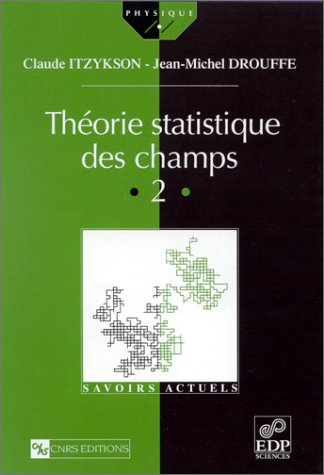 PHYSIQUE
Claude ITZYKSON - Jean-Michel DROUFFE
Théorie statistique
des champs
• 2 •
SAVOIRS ACTUELS
CNRS EDITIONS
EDP
SCIENCES